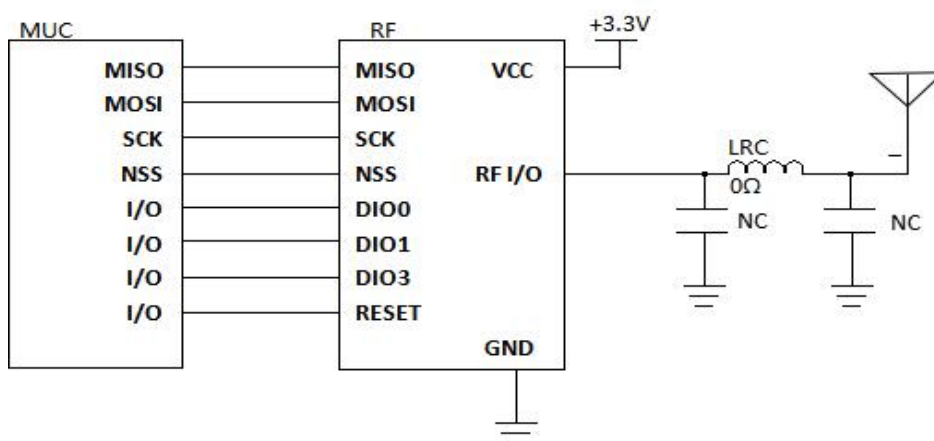 MUC
MISO
MOSI
SCK
NSS
I/O
I/O
I/O
I/O
RF
MISO
MOSI
SCK
NSS
DIO0
DIO1
DIO3
RESET
VCC
RF I/O
GND
+3.3V
LRC
0Ω
NC
NC